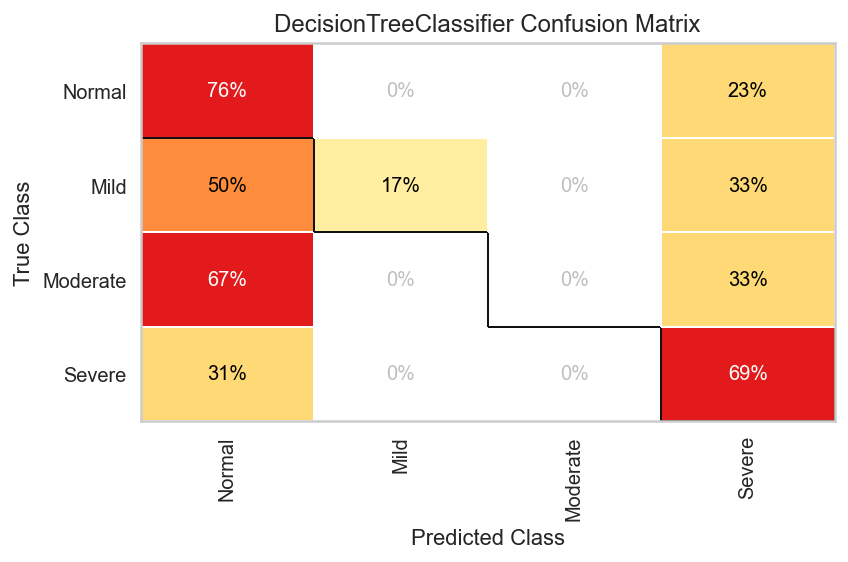 DecisionTreeClassifier Confusion Matrix
True Class
Normal 76% 0% 0% 23%
Mild 50% 17% 0% 33%
Moderate 67% 0% 0% 33%
Severe 31% 0% 0% 69%
Normal Mild Moderate Severe
Predicted Class